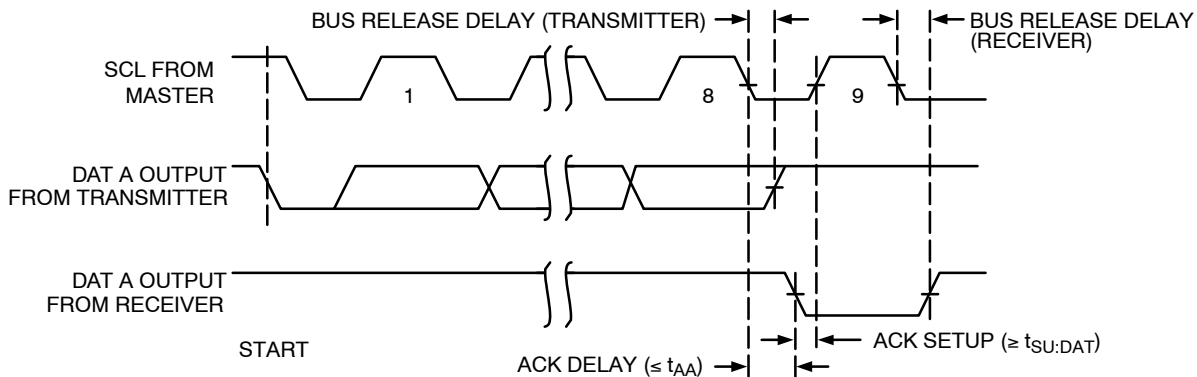 BUS RELEASE DELAY (TRANSMITTER)
BUS RELEASE DELAY
(RECEIVER)
SCL FROM
MASTER
1
8
9
DAT A OUTPUT
FROM TRANSMITTER
DAT A OUTPUT
FROM RECEIVER
START
ACK SETUP (≥ tSU:DAT)
ACK DELAY (≤ tAA)